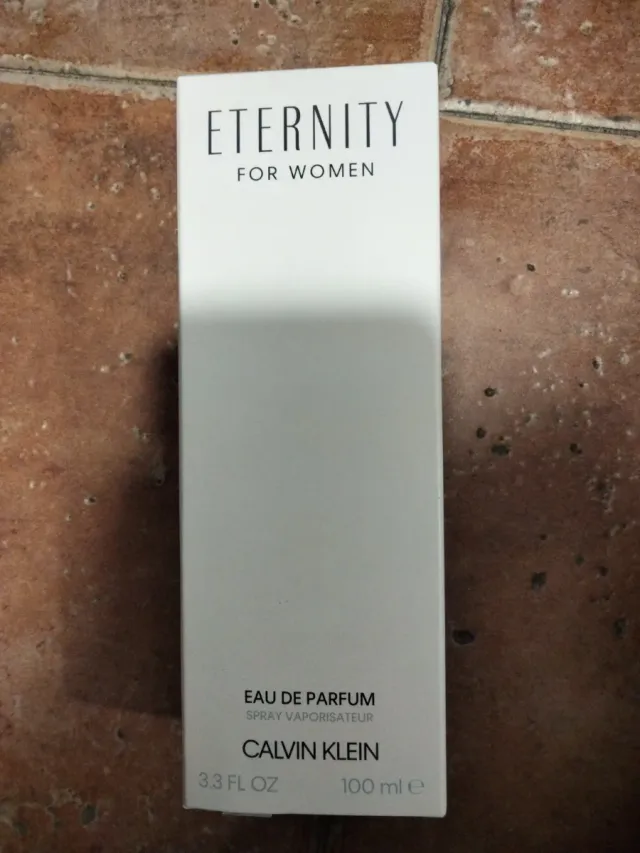 ETERNITY
FOR WOMEN
EAU DE PARFUM
SPRAY VAPORISATEUR
CALVIN KLEIN
3.3 FL OZ 100 ml ℮